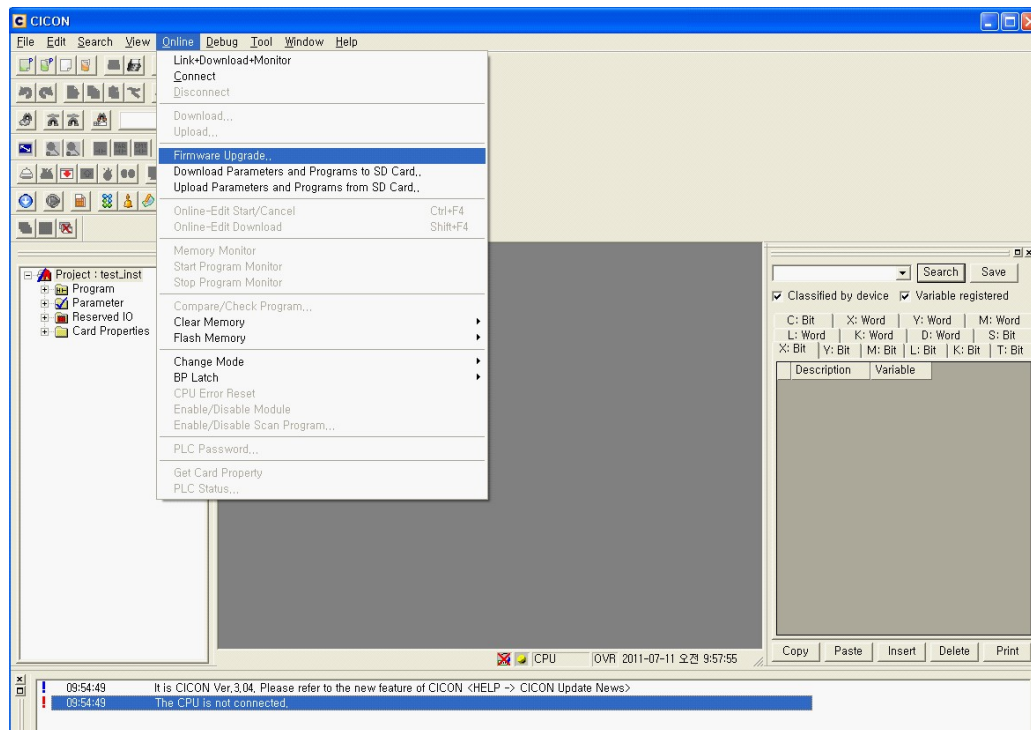 CICON
File Edit Search View Online Debug Tool Window Help
Link+Download+Monitor
Connect
Disconnect
Download...
Upload...
Firmware Upgrade..
Download Parameters and Programs to SD Card..
Upload Parameters and Programs from SD Card..
Online-Edit Start/Cancel Ctrl+F4
Online-Edit Download Shift+F4
Memory Monitor
Start Program Monitor
Stop Program Monitor
Compare/Check Program...
Clear Memory
Flash Memory
Change Mode
BP Latch
CPU Error Reset
Enable/Disable Module
Enable/Disable Scan Program...
PLC Password...
Get Card Property
PLC Status...
Project : test_inst
Program
Parameter
Reserved IO
Card Properties
Search Save
Classified by device Variable registered
C: Bit X: Word Y: Word M: Word
L: Word K: Word D: Word S: Bit
X: Bit Y: Bit M: Bit L: Bit K: Bit T: Bit
Description Variable
Copy Paste Insert Delete Print
CPU OVR 2011-07-11 오전 9:57:55
09:54:49 It is CICON Ver,3,04, Please refer to the new feature of CICON <HELP -> CICON Update News>
09:54:49 The CPU is not connected,